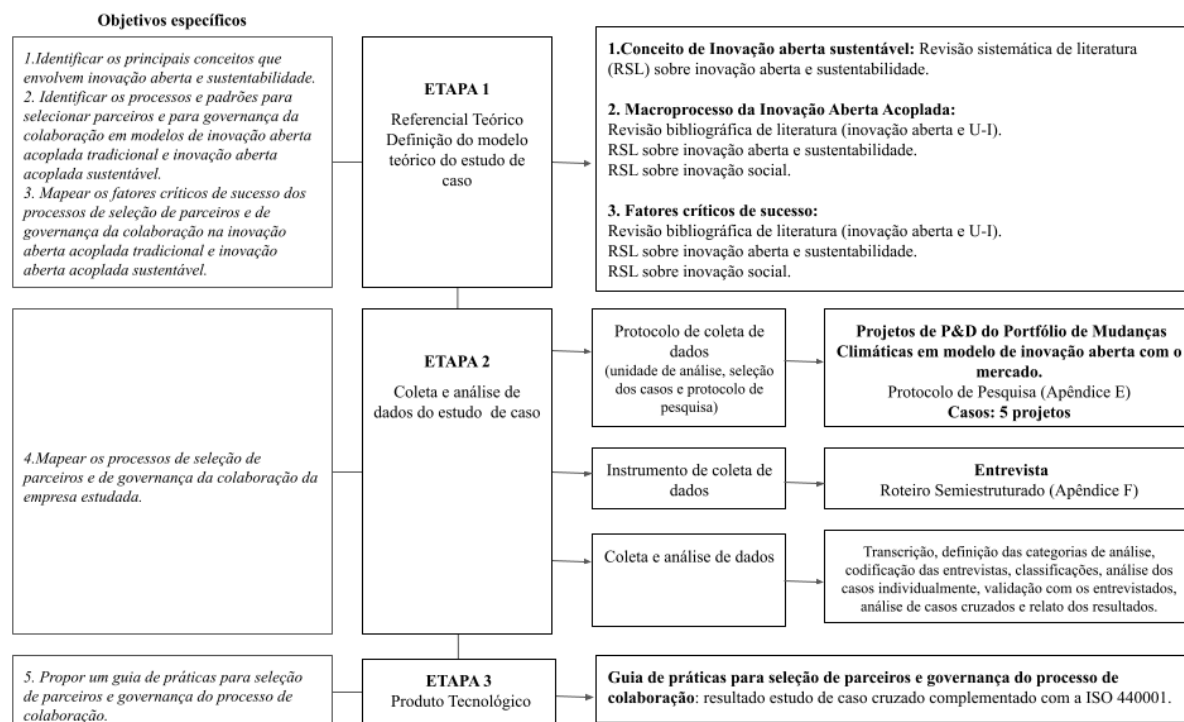 Objetivos específicos
1.Identificar os principais conceitos que
envolvem inovação aberta e sustentabilidade.
2. Identificar os processos e padrões para
selecionar parceiros e para governança da
colaboração em modelos de inovação aberta
acoplada tradicional e inovação aberta
acoplada sustentável.
3. Mapear os fatores críticos de sucesso dos
processos de seleção de parceiros e de
governança da colaboração na inovação
aberta acoplada tradicional e inovação
aberta acoplada sustentável.
ETAPA 1
Referencial Teórico
Definição do modelo
teórico do estudo de
caso
1.Conceito de Inovação aberta sustentável: Revisão sistemática de literatura
(RSL) sobre inovação aberta e sustentabilidade.
2. Macroprocesso da Inovação Aberta Acoplada:
Revisão bibliográfica de literatura (inovação aberta e U-I).
RSL sobre inovação aberta e sustentabilidade.
RSL sobre inovação social.
3. Fatores críticos de sucesso:
Revisão bibliográfica de literatura (inovação aberta e U-I).
RSL sobre inovação aberta e sustentabilidade.
RSL sobre inovação social.
4.Mapear os processos de seleção de
parceiros e de governança da colaboração da
empresa estudada.
ETAPA 2
Coleta e análise de
dados do estudo de caso
Protocolo de coleta de
dados
(unidade de análise, seleção
dos casos e protocolo de
pesquisa)
Projetos de P&D do Portfólio de Mudanças
Climáticas em modelo de inovação aberta com o
mercado.
Protocolo de Pesquisa (Apêndice E)
Casos: 5 projetos
Instrumento de coleta de
dados
Entrevista
Roteiro Semiestruturado (Apêndice F)
Coleta e análise de dados
Transcrição, definição das categorias de análise,
codificação das entrevistas, classificações, análise dos
casos individualmente, validação com os entrevistados,
análise de casos cruzados e relato dos resultados.
5. Propor um guia de práticas para seleção
de parceiros e governança do processo de
colaboração.
ETAPA 3
Produto Tecnológico
Guia de práticas para seleção de parceiros e governança do processo de
colaboração: resultado estudo de caso cruzado complementado com a ISO 440001.